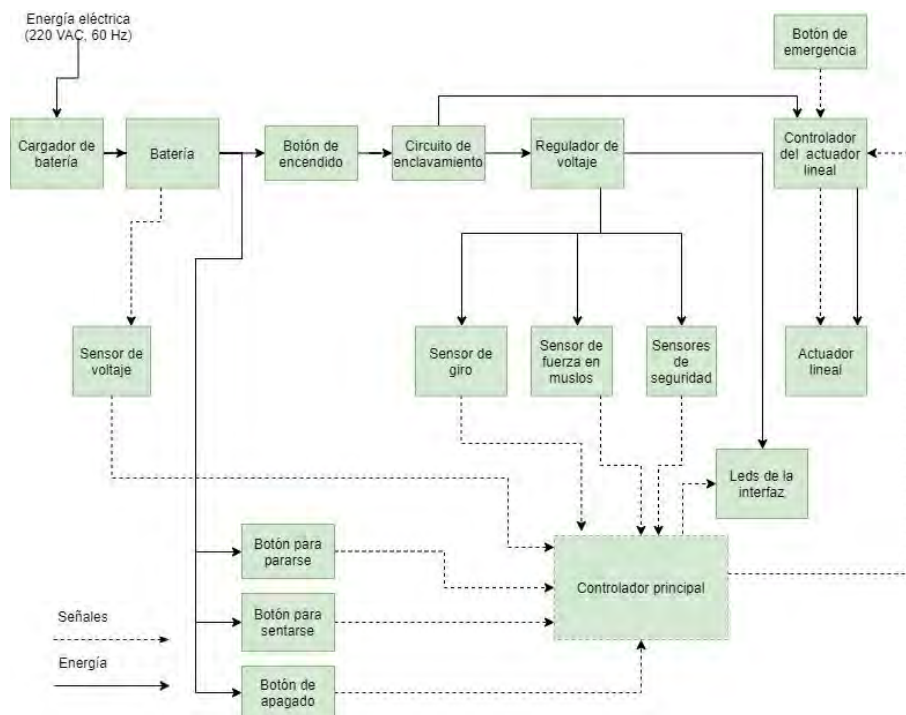 Energía eléctrica
(220 VAC, 60 Hz)
Botón de
emergencia
Cargador de
batería
Batería
Botón de
encendido
Circuito de
enclavamiento
Regulador de
voltaje
Controlador
del actuador
lineal
Sensor de
voltaje
Sensor de
giro
Sensor de
fuerza en
muslos
Sensores
de
seguridad
Actuador
lineal
Leds de la
interfaz
Botón para
pararse
Controlador principal
Botón para
sentarse
Señales
Energía
Botón de
apagado